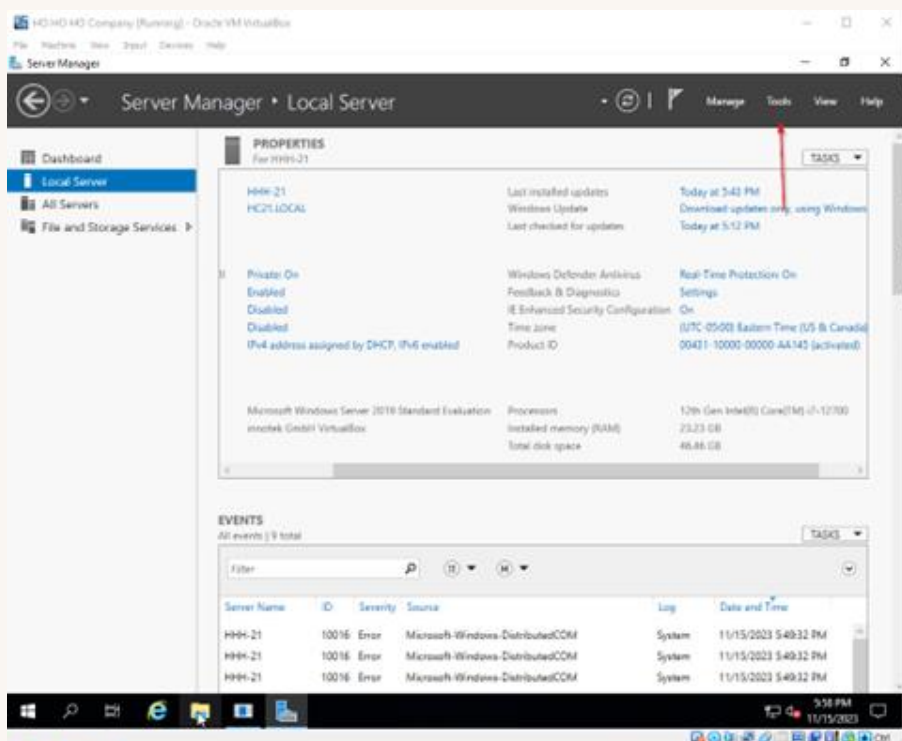 HO HO HO Company [Running] - Oracle VM VirtualBox
File Machine View Input Devices Help
Server Manager
Server Manager • Local Server
Manage Tools View Help
Dashboard
Local Server
All Servers
File and Storage Services
PROPERTIES
For HHH-21
TASKS
HHH-21 Last installed updates Today at 5:43 PM
HC21.LOCAL Windows Update Download updates only, using Windows
Last checked for updates Today at 5:12 PM
Private: On Windows Defender Antivirus Real-Time Protection: On
Enabled Feedback & Diagnostics Settings
Disabled IE Enhanced Security Configuration On
Disabled Time zone (UTC-05:00) Eastern Time (US & Canada)
IPv4 address assigned by DHCP, IPv6 enabled Product ID 00431-10000-00000-AA145 (activated)
Microsoft Windows Server 2019 Standard Evaluation Processors 12th Gen Intel(R) Core(TM) i7-12700
innotek GmbH VirtualBox Installed memory (RAM) 23.23 GB
Total disk space 46.46 GB
EVENTS
All events | 9 total
TASKS
Filter
Server Name ID Severity Source Log Date and Time
HHH-21 10016 Error Microsoft-Windows-DistributedCOM System 11/15/2023 5:49:32 PM
HHH-21 10016 Error Microsoft-Windows-DistributedCOM System 11/15/2023 5:49:32 PM
HHH-21 10016 Error Microsoft-Windows-DistributedCOM System 11/15/2023 5:49:32 PM
5:58 PM
11/15/2023